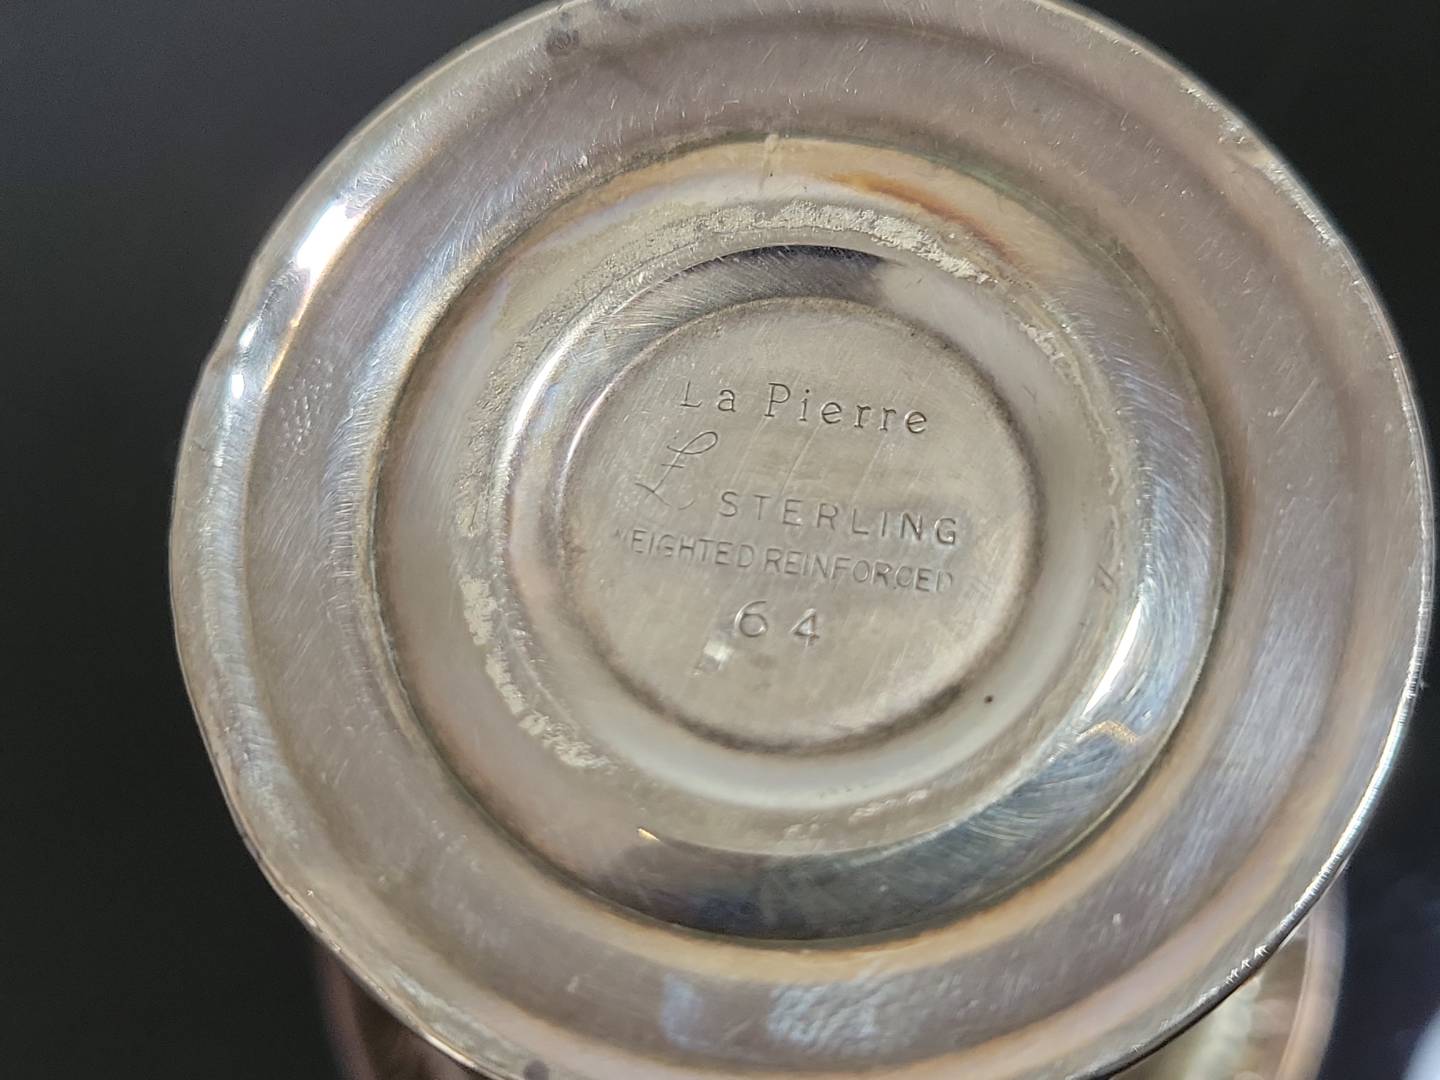 La Pierre
L STERLING
WEIGHTED REINFORCED
64